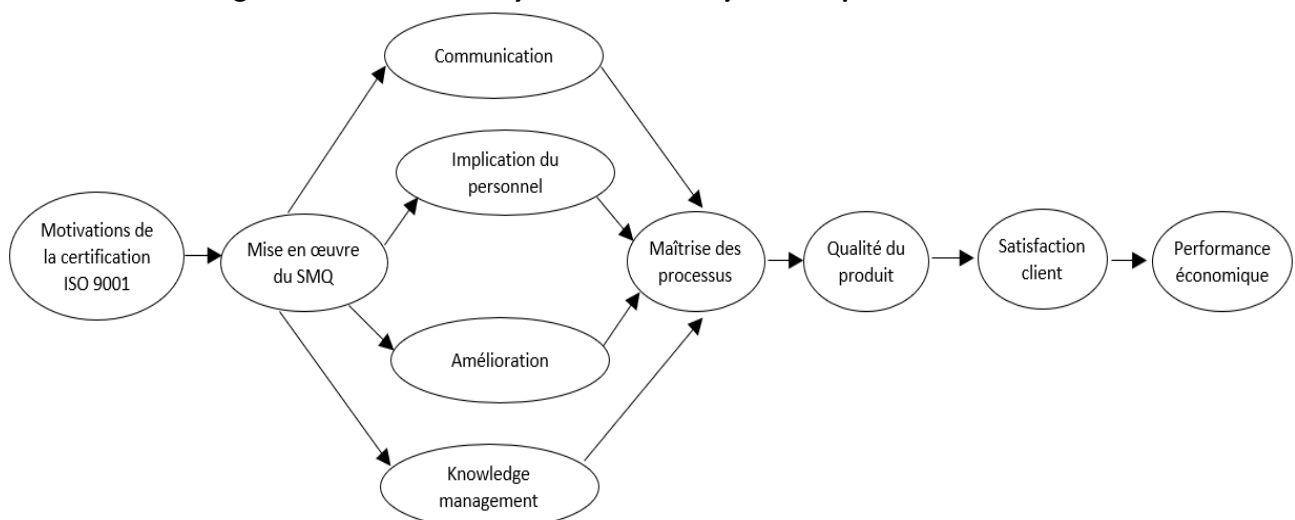 Communication
Implication du
personnel
Motivations de
la certification
ISO 9001
Mise en œuvre
du SMQ
Maîtrise des
processus
Qualité du
produit
Satisfaction
client
Performance
économique
Amélioration
Knowledge
management